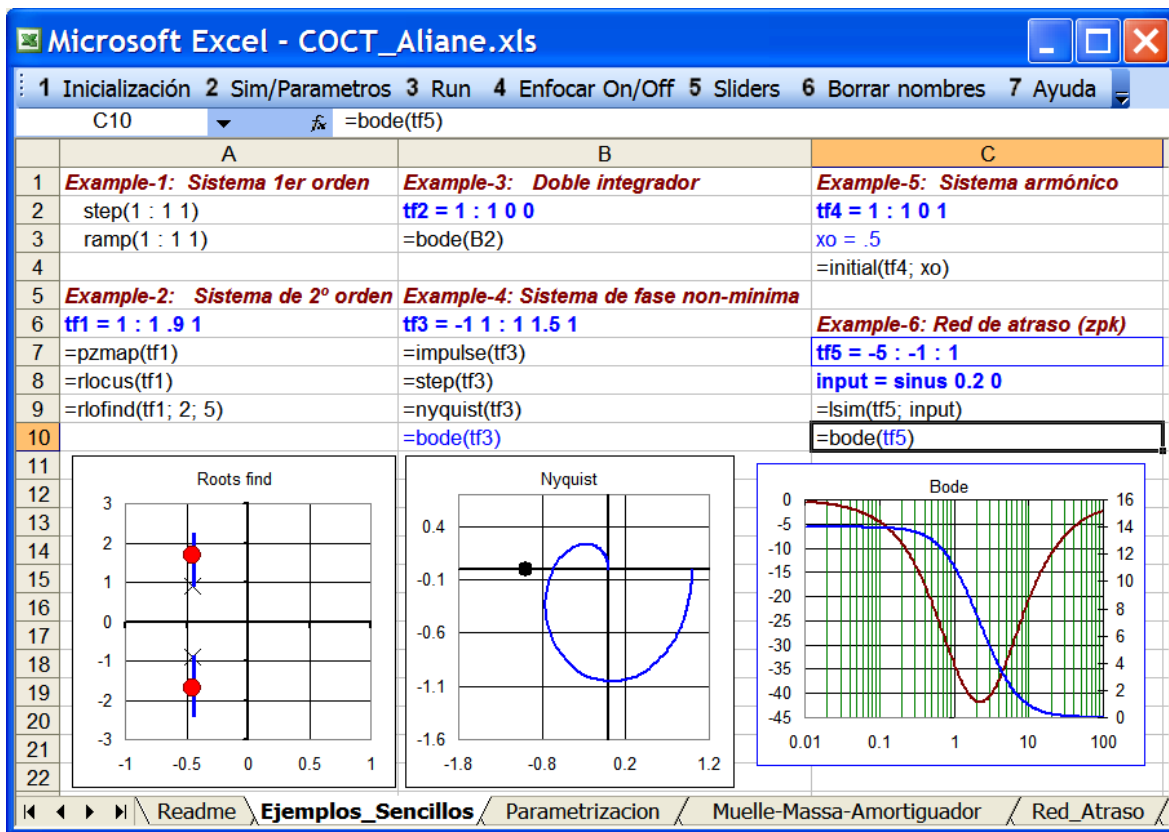 Microsoft Excel - COCT_Aliane.xls
1 Inicialización 2 Sim/Parametros 3 Run 4 Enfocar On/Off 5 Sliders 6 Borrar nombres 7 Ayuda
C10 fx =bode(tf5)
A B C
1 Example-1: Sistema 1er orden Example-3: Doble integrador Example-5: Sistema armónico
2 step(1 : 1 1) tf2 = 1 : 1 0 0 tf4 = 1 : 1 0 1
3 ramp(1 : 1 1) =bode(B2) xo = .5
4 =initial(tf4; xo)
5 Example-2: Sistema de 2º orden Example-4: Sistema de fase non-minima
6 tf1 = 1 : 1 .9 1 tf3 = -1 1 : 1 1.5 1 Example-6: Red de atraso (zpk)
7 =pzmap(tf1) =impulse(tf3) tf5 = -5 : -1 : 1
8 =rlocus(tf1) =step(tf3) input = sinus 0.2 0
9 =rlofind(tf1; 2; 5) =nyquist(tf3) =lsim(tf5; input)
10 =bode(tf3) =bode(tf5)
11
12
13
14
15
16
17
18
19
20
21
22
Roots find
3
2
1
0
-1
-2
-3
-1 -0.5 0 0.5 1
Nyquist
0.4
-0.1
-0.6
-1.1
-1.6
-1.8 -0.8 0.2 1.2
Bode
0 16
-5 14
-10 12
-15 10
-20 8
-25 6
-30 4
-35 2
-40 0
-45
0.01 0.1 1 10 100
Readme Ejemplos_Sencillos Parametrizacion Muelle-Massa-Amortiguador Red_Atraso